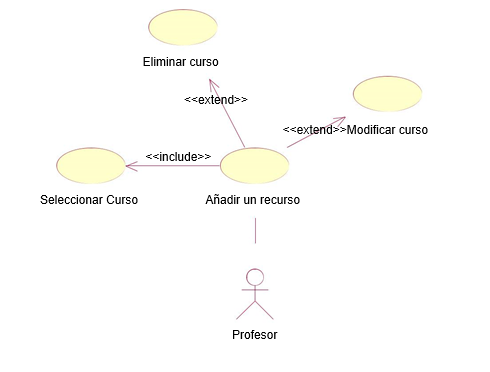 Eliminar curso
<<extend>>
<<extend>>Modificar curso
<<include>>
Seleccionar Curso
Añadir un recurso
Profesor